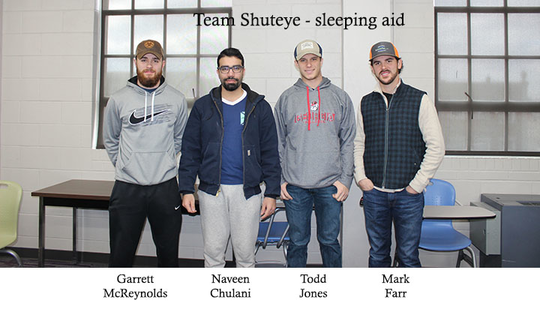 Team Shuteye - sleeping aid
Garrett
McReynolds
Naveen
Chulani
Todd
Jones
Mark
Farr